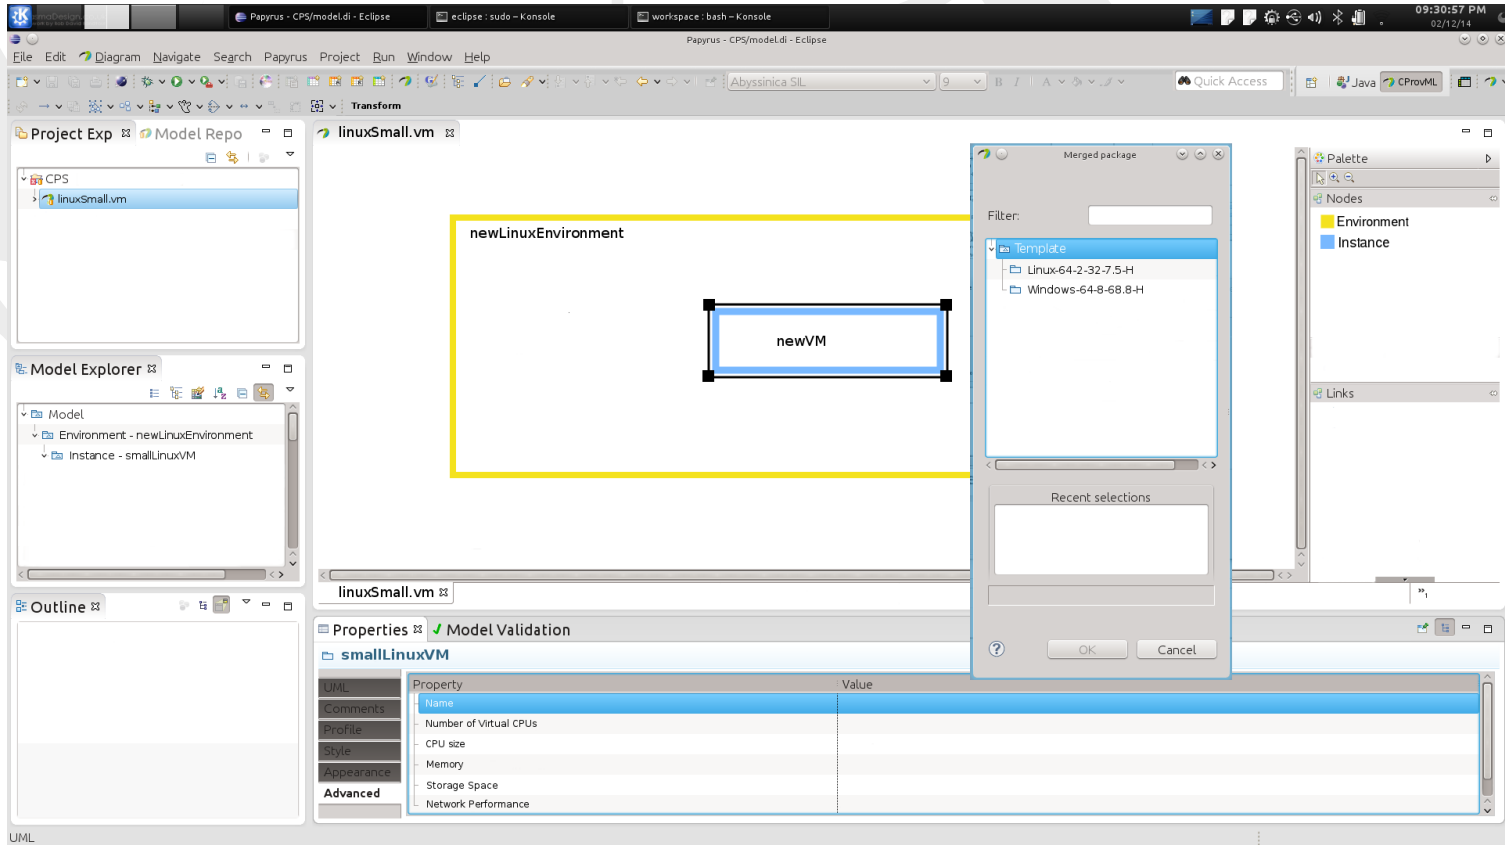 Papyrus - CPS/model.di - Eclipse
eclipse : sudo – Konsole
workspace : bash – Konsole
09:30:57 PM
02/12/14
Papyrus - CPS/model.di - Eclipse
File Edit Diagram Navigate Search Papyrus Project Run Window Help
Abyssinica SIL
9
B I A
Quick Access
Java
CProvML
Transform
Project Exp
Model Repo
CPS
linuxSmall.vm
linuxSmall.vm
newLinuxEnvironment
newVM
Merged package
Filter:
Template
Linux-64-2-32-7.5-H
Windows-64-8-68.8-H
Recent selections
OK
Cancel
Palette
Nodes
Environment
Instance
Links
Model Explorer
Model
Environment - newLinuxEnvironment
Instance - smallLinuxVM
linuxSmall.vm
Outline
Properties
Model Validation
smallLinuxVM
UML
Comments
Profile
Style
Appearance
Advanced
Property
Value
Name
Number of Virtual CPUs
CPU size
Memory
Storage Space
Network Performance
UML